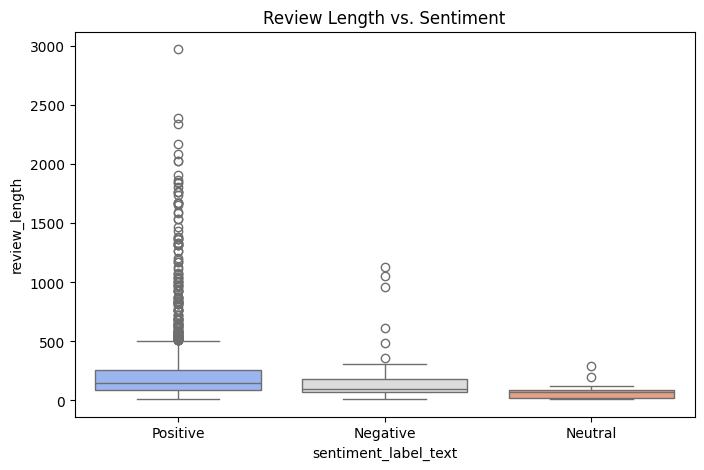 Review Length vs. Sentiment
3000
2500
2000
1500
1000
500
0
review_length
Positive
Negative
Neutral
sentiment_label_text